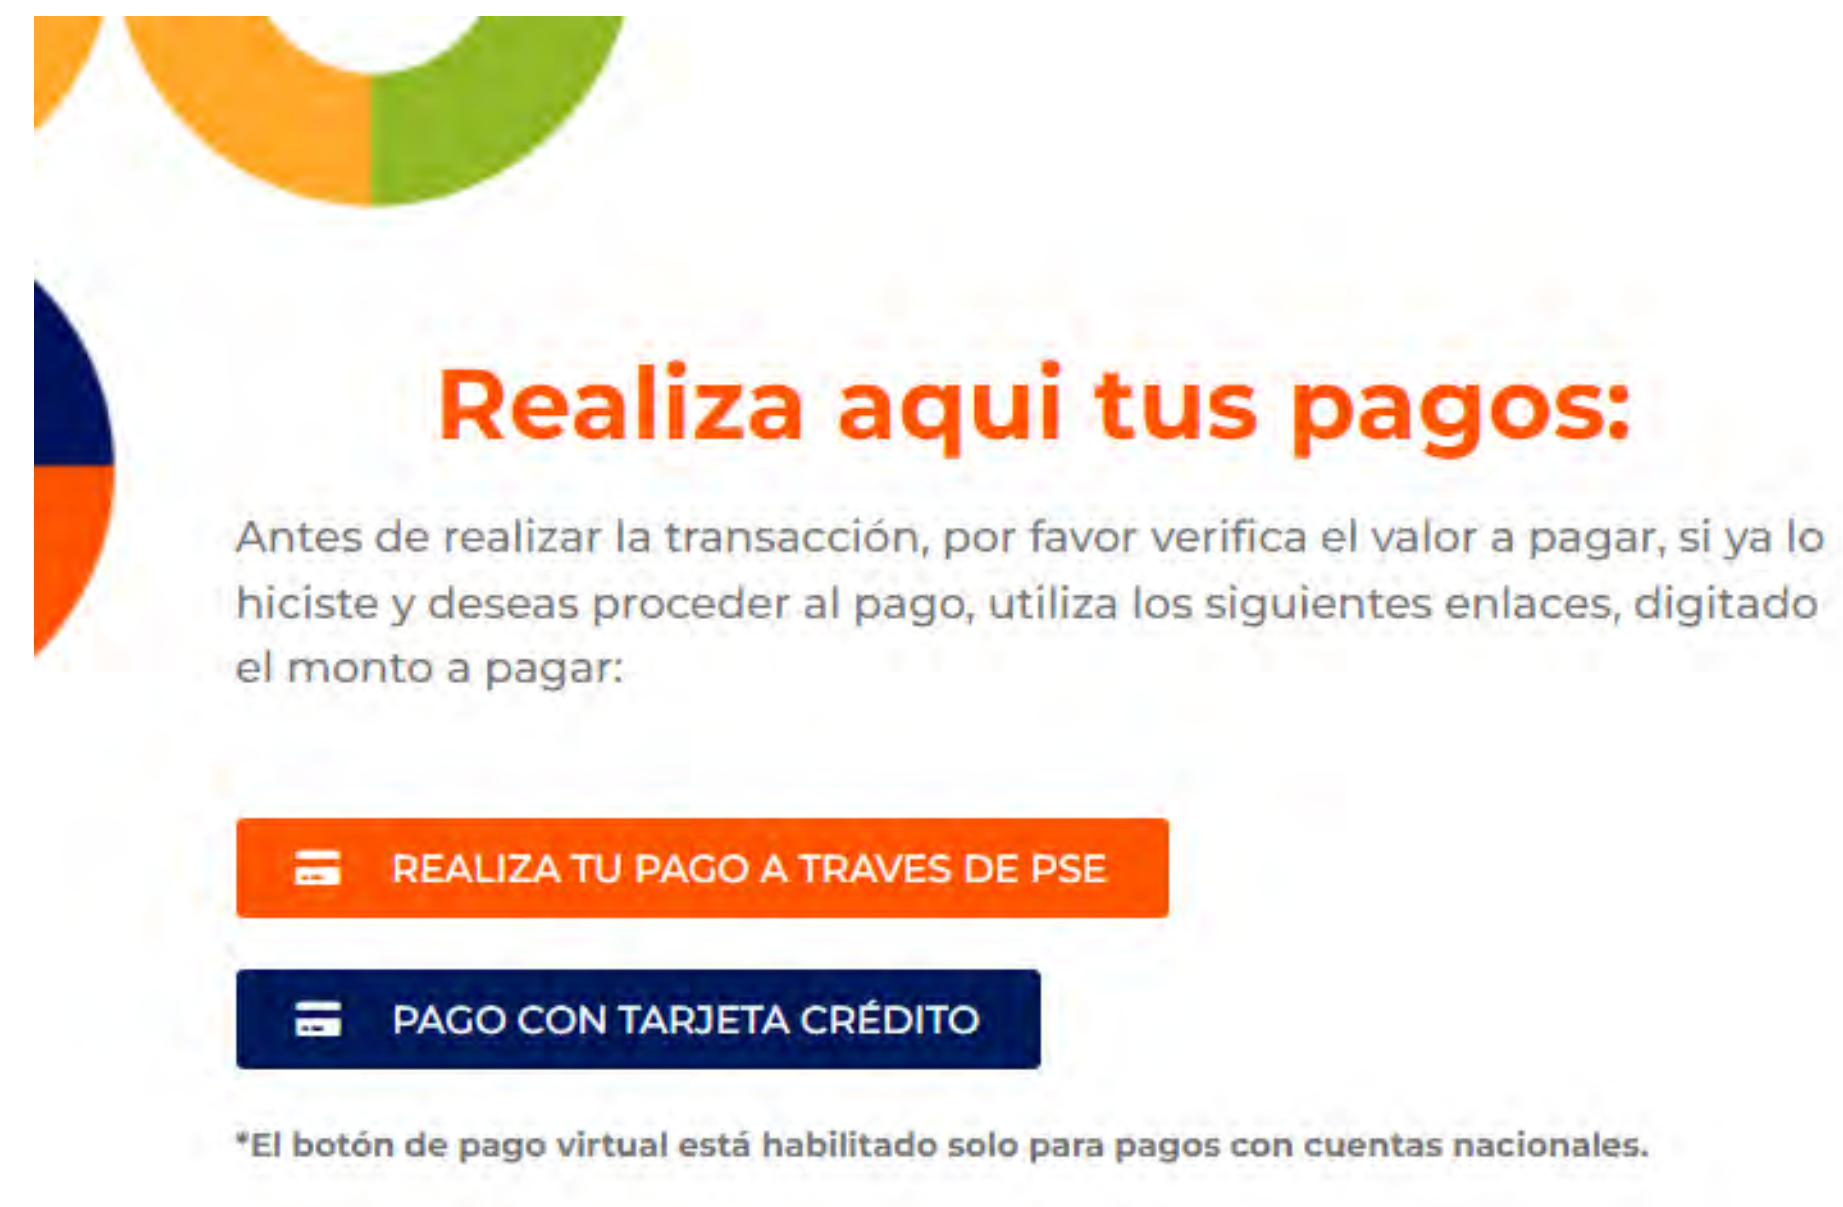 Realiza aqui tus pagos:
Antes de realizar la transacción, por favor verifica el valor a pagar, si ya lo
hiciste y deseas proceder al pago, utiliza los siguientes enlaces, digitado
el monto a pagar:
REALIZA TU PAGO A TRAVES DE PSE
PAGO CON TARJETA CRÉDITO
*El botón de pago virtual está habilitado solo para pagos con cuentas nacionales.